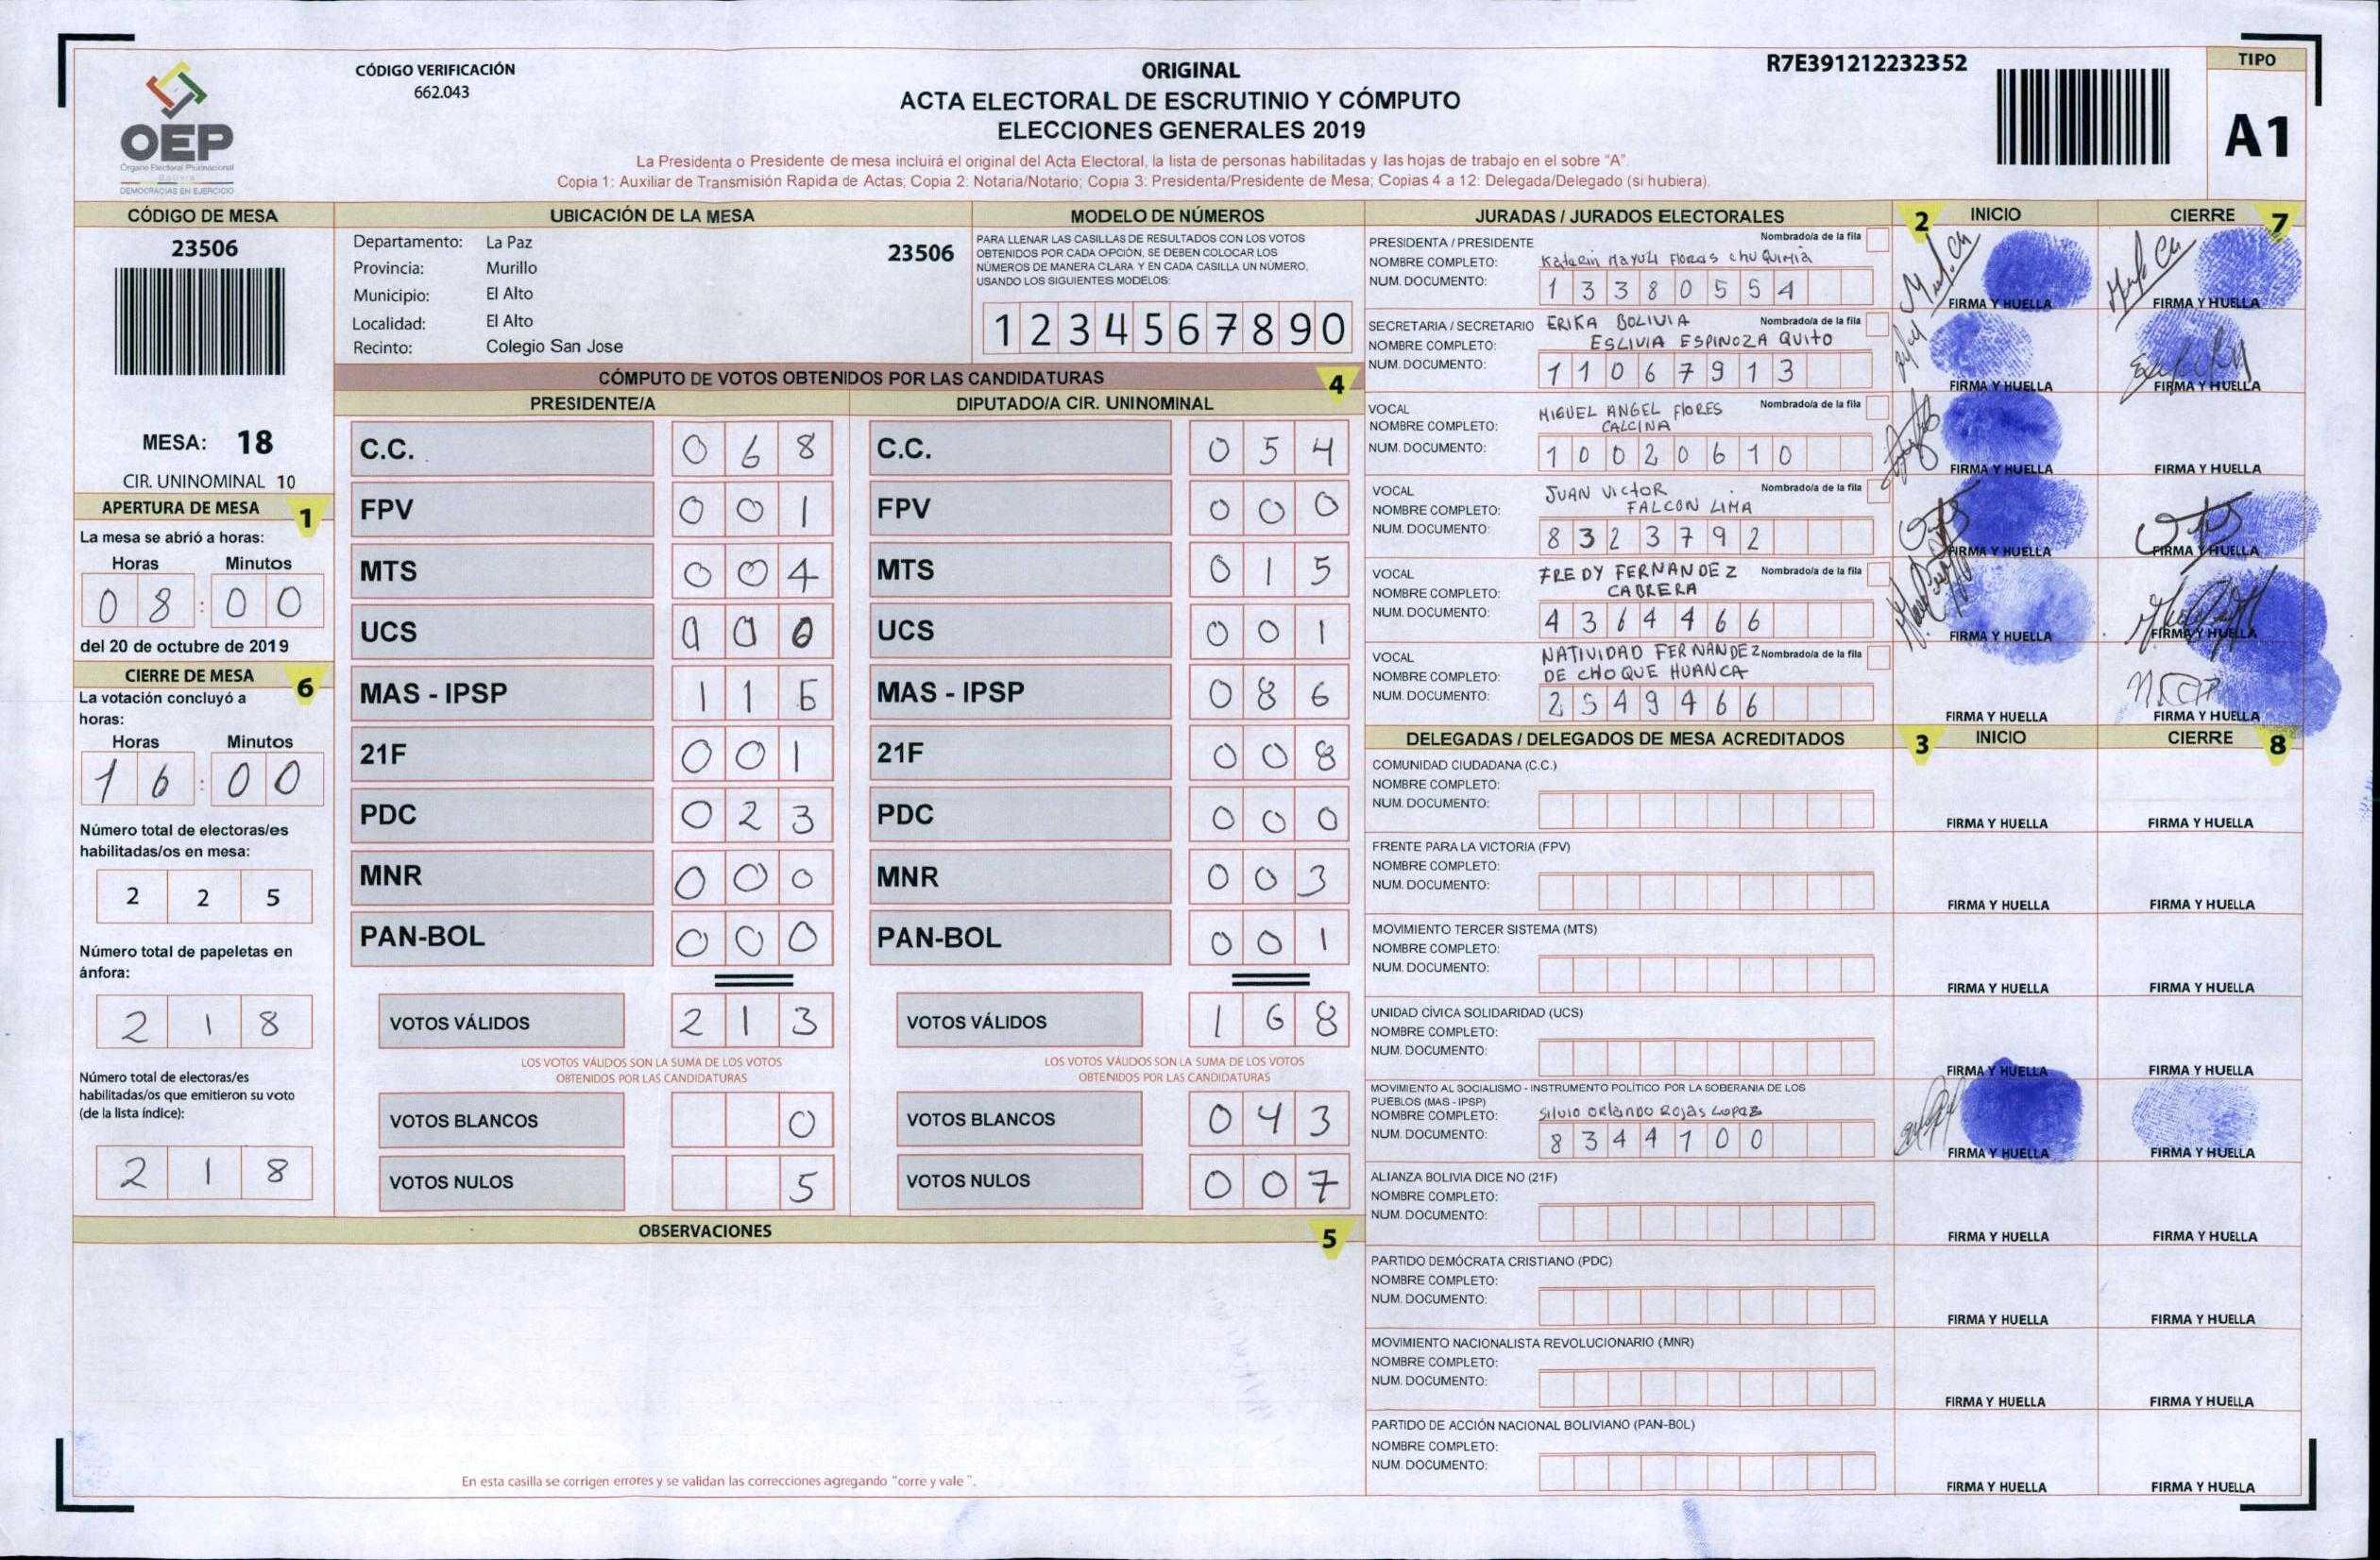 CÓDIGO VERIFICACIÓN
662.043
ORIGINAL
ACTA ELECTORAL DE ESCRUTINIO Y CÓMPUTO
ELECCIONES GENERALES 2019
La Presidenta o Presidente de mesa incluirá el original del Acta Electoral, la lista de personas habilitadas y las hojas de trabajo en el sobre "A".
Copia 1: Auxiliar de Transmisión Rapida de Actas; Copia 2: Notaria/Notario; Copia 3: Presidenta/Presidente de Mesa; Copias 4 a 12: Delegada/Delegado (si hubiera).
R7E391212232352
TIPO
A1
OEP
Órgano Electoral Plurinacional
Bolivia
DEMOCRACIAS EN EJERCICIO
CÓDIGO DE MESA
23506
MESA: 18
CIR. UNINOMINAL 10
APERTURA DE MESA 1
La mesa se abrió a horas:
Horas Minutos
0 8 : 0 0
del 20 de octubre de 2019
CIERRE DE MESA 6
La votación concluyó a
horas:
Horas Minutos
1 6 : 0 0
Número total de electoras/es
habilitadas/os en mesa:
2 2 5
Número total de papeletas en
ánfora:
2 1 8
Número total de electoras/es
habilitadas/os que emitieron su voto
(de la lista índice):
2 1 8
UBICACIÓN DE LA MESA
Departamento: La Paz 23506
Provincia: Murillo
Municipio: El Alto
Localidad: El Alto
Recinto: Colegio San Jose
MODELO DE NÚMEROS
PARA LLENAR LAS CASILLAS DE RESULTADOS CON LOS VOTOS
OBTENIDOS POR CADA OPCIÓN, SE DEBEN COLOCAR LOS
NÚMEROS DE MANERA CLARA Y EN CADA CASILLA UN NÚMERO,
USANDO LOS SIGUIENTES MODELOS:
1 2 3 4 5 6 7 8 9 0
CÓMPUTO DE VOTOS OBTENIDOS POR LAS CANDIDATURAS 4
PRESIDENTE/A
C.C. 0 6 8
FPV 0 0 1
MTS 0 0 4
UCS 0 0 0
MAS - IPSP 1 1 6
21F 0 0 1
PDC 0 2 3
MNR 0 0 0
PAN-BOL 0 0 0
VOTOS VÁLIDOS 2 1 3
LOS VOTOS VÁLIDOS SON LA SUMA DE LOS VOTOS
OBTENIDOS POR LAS CANDIDATURAS
VOTOS BLANCOS 0
VOTOS NULOS 5
DIPUTADO/A CIR. UNINOMINAL
C.C. 0 5 4
FPV 0 0 0
MTS 0 1 5
UCS 0 0 1
MAS - IPSP 0 8 6
21F 0 0 8
PDC 0 0 0
MNR 0 0 3
PAN-BOL 0 0 1
VOTOS VÁLIDOS 1 6 8
LOS VOTOS VÁLIDOS SON LA SUMA DE LOS VOTOS
OBTENIDOS POR LAS CANDIDATURAS
VOTOS BLANCOS 0 4 3
VOTOS NULOS 0 0 7
OBSERVACIONES 5
En esta casilla se corrigen errores y se validan las correcciones agregando "corre y vale ".
JURADAS / JURADOS ELECTORALES 2 INICIO CIERRE 7
PRESIDENTA / PRESIDENTE Nombrado/a de la fila
NOMBRE COMPLETO: Katerin Mayuli Floras chuquimia
NUM. DOCUMENTO: 1 3 3 8 0 5 5 4
FIRMA Y HUELLA FIRMA Y HUELLA
SECRETARIA / SECRETARIO ERIKA BOLIVIA Nombrado/a de la fila
NOMBRE COMPLETO: ESLIVIA ESPINOZA QUITO
NUM. DOCUMENTO: 1 1 0 6 7 9 1 3
FIRMA Y HUELLA FIRMA Y HUELLA
VOCAL MIGUEL ANGEL FlORES Nombrado/a de la fila
NOMBRE COMPLETO: CALCINA
NUM. DOCUMENTO: 1 0 0 2 0 6 1 0
FIRMA Y HUELLA FIRMA Y HUELLA
VOCAL JUAN VICTOR Nombrado/a de la fila
NOMBRE COMPLETO: FALCON LIMA
NUM. DOCUMENTO: 8 3 2 3 7 9 2
FIRMA Y HUELLA FIRMA Y HUELLA
VOCAL FREDY FERNANDEZ Nombrado/a de la fila
NOMBRE COMPLETO: CABRERA
NUM. DOCUMENTO: 4 3 6 4 4 6 6
FIRMA Y HUELLA FIRMA Y HUELLA
VOCAL NATIVIDAD FERNANDEZ Nombrado/a de la fila
NOMBRE COMPLETO: DE CHOQUE HUANCA
NUM. DOCUMENTO: 2 5 4 9 4 6 6
FIRMA Y HUELLA FIRMA Y HUELLA
DELEGADAS / DELEGADOS DE MESA ACREDITADOS 3 INICIO CIERRE 8
COMUNIDAD CIUDADANA (C.C.)
NOMBRE COMPLETO:
NUM. DOCUMENTO:
FIRMA Y HUELLA FIRMA Y HUELLA
FRENTE PARA LA VICTORIA (FPV)
NOMBRE COMPLETO:
NUM. DOCUMENTO:
FIRMA Y HUELLA FIRMA Y HUELLA
MOVIMIENTO TERCER SISTEMA (MTS)
NOMBRE COMPLETO:
NUM. DOCUMENTO:
FIRMA Y HUELLA FIRMA Y HUELLA
UNIDAD CÍVICA SOLIDARIDAD (UCS)
NOMBRE COMPLETO:
NUM. DOCUMENTO:
FIRMA Y HUELLA FIRMA Y HUELLA
MOVIMIENTO AL SOCIALISMO - INSTRUMENTO POLÍTICO POR LA SOBERANIA DE LOS
PUEBLOS (MAS - IPSP)
NOMBRE COMPLETO: Silvio Orlando Rojas Lopez
NUM. DOCUMENTO: 8 3 4 4 1 0 0
FIRMA Y HUELLA FIRMA Y HUELLA
ALIANZA BOLIVIA DICE NO (21F)
NOMBRE COMPLETO:
NUM. DOCUMENTO:
FIRMA Y HUELLA FIRMA Y HUELLA
PARTIDO DEMÓCRATA CRISTIANO (PDC)
NOMBRE COMPLETO:
NUM. DOCUMENTO:
FIRMA Y HUELLA FIRMA Y HUELLA
MOVIMIENTO NACIONALISTA REVOLUCIONARIO (MNR)
NOMBRE COMPLETO:
NUM. DOCUMENTO:
FIRMA Y HUELLA FIRMA Y HUELLA
PARTIDO DE ACCIÓN NACIONAL BOLIVIANO (PAN-BOL)
NOMBRE COMPLETO:
NUM. DOCUMENTO:
FIRMA Y HUELLA FIRMA Y HUELLA